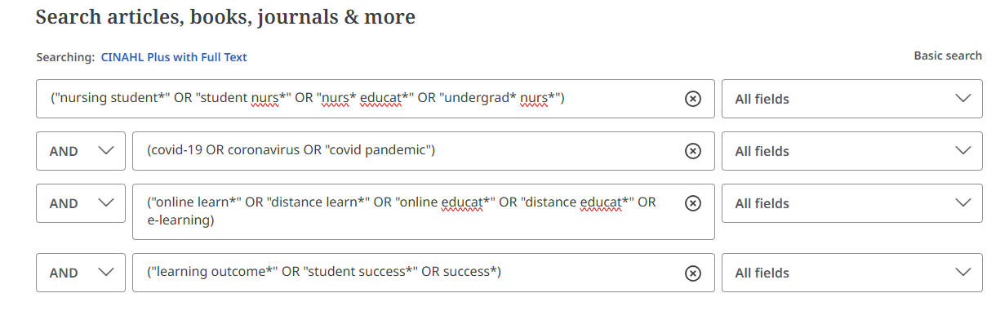 Search articles, books, journals & more
Searching: CINAHL Plus with Full Text
Basic search
("nursing student*" OR "student nurs*" OR "nurs* educat*" OR "undergrad* nurs*")
All fields
AND
(covid-19 OR coronavirus OR "covid pandemic")
All fields
AND
("online learn*" OR "distance learn*" OR "online educat*" OR "distance educat*" OR
e-learning)
All fields
AND
("learning outcome*" OR "student success*" OR success*)
All fields